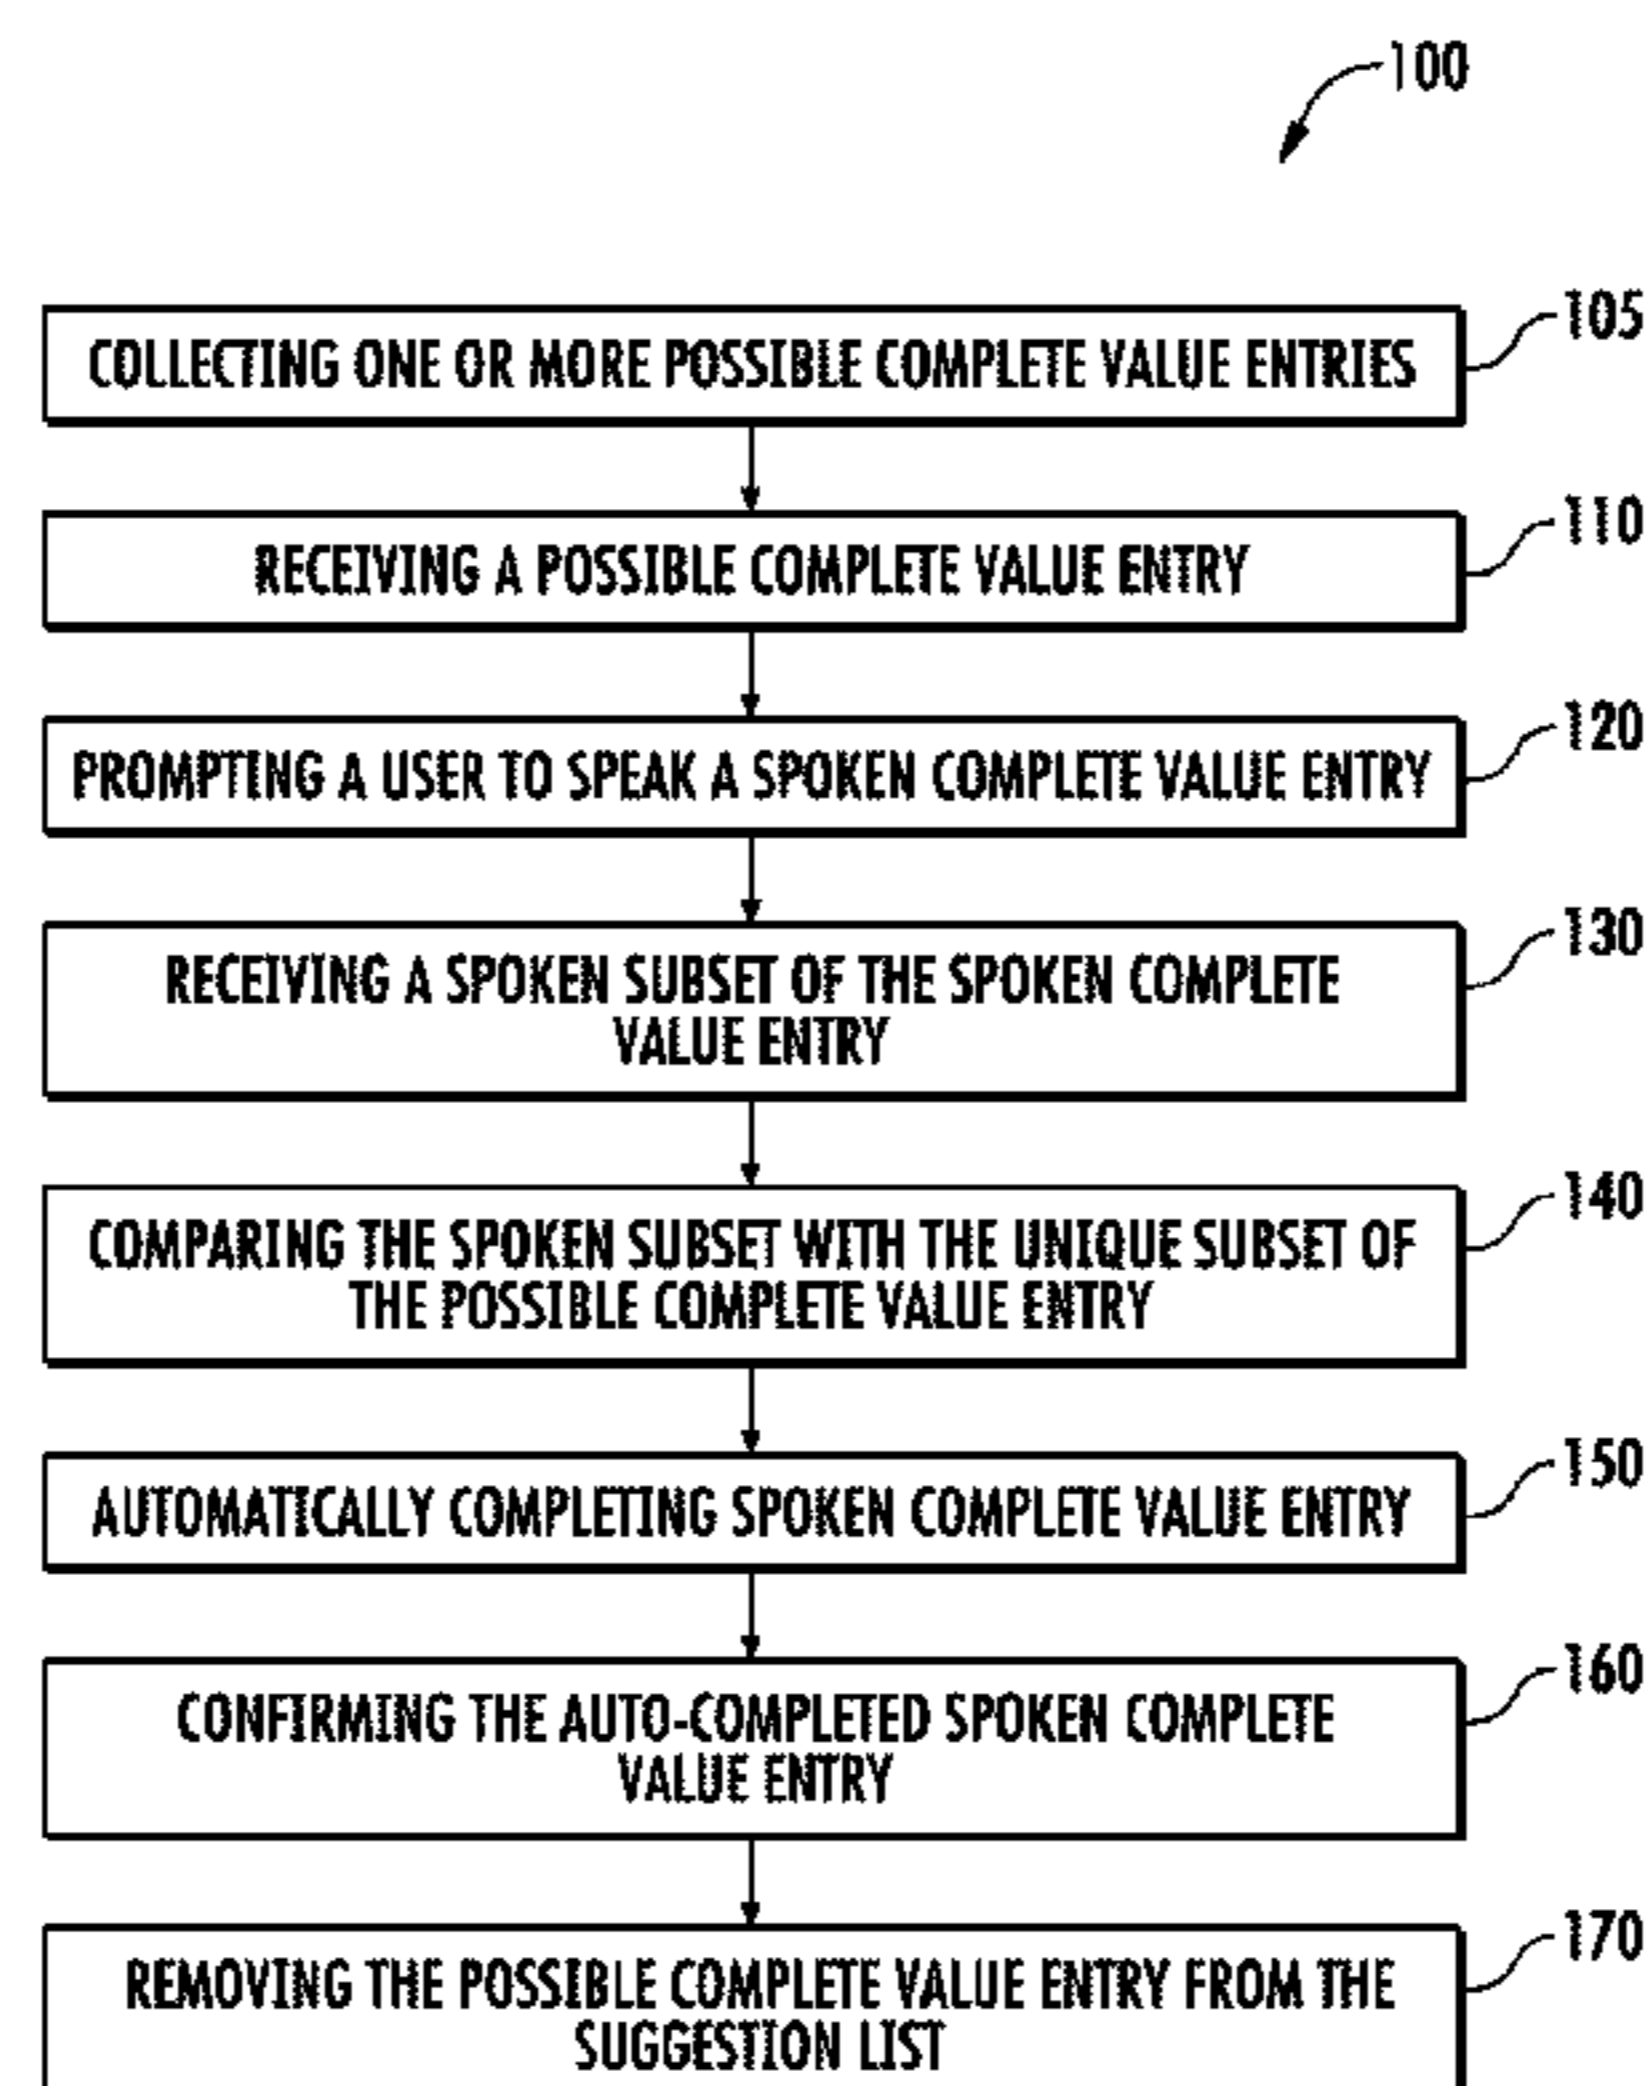 100
COLLECTING ONE OR MORE POSSIBLE COMPLETE VALUE ENTRIES
105
RECEIVING A POSSIBLE COMPLETE VALUE ENTRY
110
PROMPTING A USER TO SPEAK A SPOKEN COMPLETE VALUE ENTRY
120
RECEIVING A SPOKEN SUBSET OF THE SPOKEN COMPLETE
VALUE ENTRY
130
COMPARING THE SPOKEN SUBSET WITH THE UNIQUE SUBSET OF
THE POSSIBLE COMPLETE VALUE ENTRY
140
AUTOMATICALLY COMPLETING SPOKEN COMPLETE VALUE ENTRY
150
CONFIRMING THE AUTO-COMPLETED SPOKEN COMPLETE
VALUE ENTRY
160
REMOVING THE POSSIBLE COMPLETE VALUE ENTRY FROM THE
SUGGESTION LIST
170